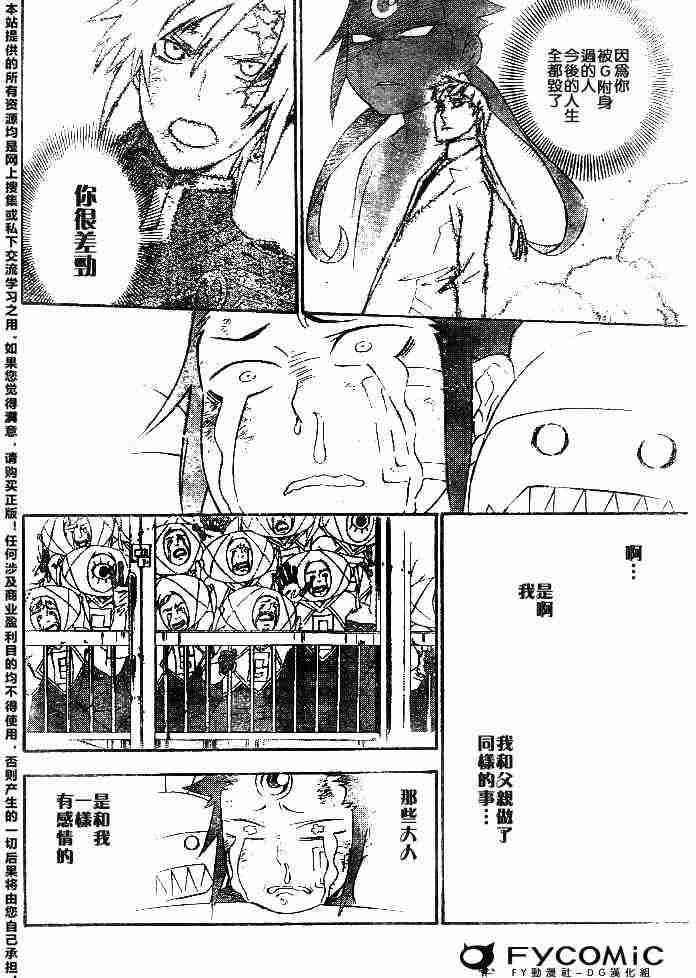 因為你
被G附身
過的人
今後的人生
全都毀了
你很差勁
啊…
是啊
我
我和父親做了
同樣的事…
那些大人
是和我
一樣
有感情的
本站提供的所有资源均是网上搜集或私下交流学习之用，如果您觉得满意，请购买正版！任何涉及商业盈利目的均不得使用，否则产生的一切后果将由您自己承担！
FYCOMiC
FY動漫社-DG漢化組